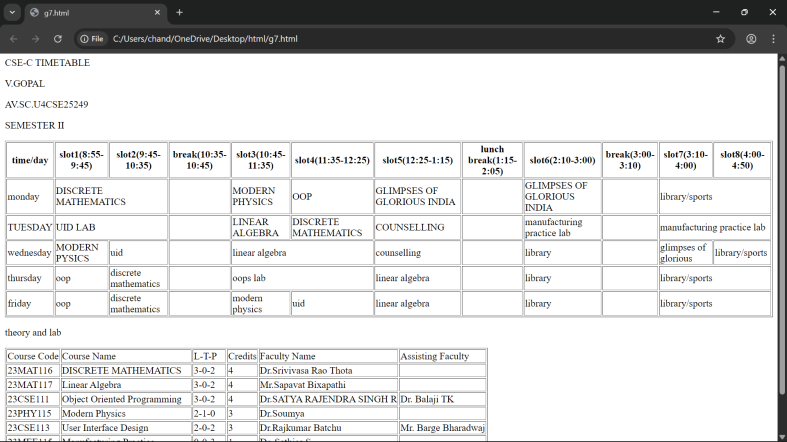 g7.html
File C:/Users/chand/OneDrive/Desktop/html/g7.html
CSE-C TIMETABLE
V.GOPAL
AV.SC.U4CSE25249
SEMESTER II
time/day slot1(8:55-9:45) slot2(9:45-10:35) break(10:35-10:45) slot3(10:45-11:35) slot4(11:35-12:25) slot5(12:25-1:15) lunch break(1:15-2:05) slot6(2:10-3:00) break(3:00-3:10) slot7(3:10-4:00) slot8(4:00-4:50)
monday DISCRETE MATHEMATICS MODERN PHYSICS OOP GLIMPSES OF GLORIOUS INDIA GLIMPSES OF GLORIOUS INDIA library/sports
TUESDAY UID LAB LINEAR ALGEBRA DISCRETE MATHEMATICS COUNSELLING manufacturing practice lab manufacturing practice lab
wednesday MODERN PYSICS uid linear algebra counselling library glimpses of glorious library/sports
thursday oop discrete mathematics oops lab linear algebra library library/sports
friday oop discrete mathematics modern physics uid linear algebra library library/sports
theory and lab
Course Code Course Name L-T-P Credits Faculty Name Assisting Faculty
23MAT116 DISCRETE MATHEMATICS 3-0-2 4 Dr.Srivivasa Rao Thota
23MAT117 Linear Algebra 3-0-2 4 Mr.Sapavat Bixapathi
23CSE111 Object Oriented Programming 3-0-2 4 Dr.SATYA RAJENDRA SINGH R Dr. Balaji TK
23PHY115 Modern Physics 2-1-0 3 Dr.Soumya
23CSE113 User Interface Design 2-0-2 3 Dr.Rajkumar Batchu Mr. Barge Bharadwaj